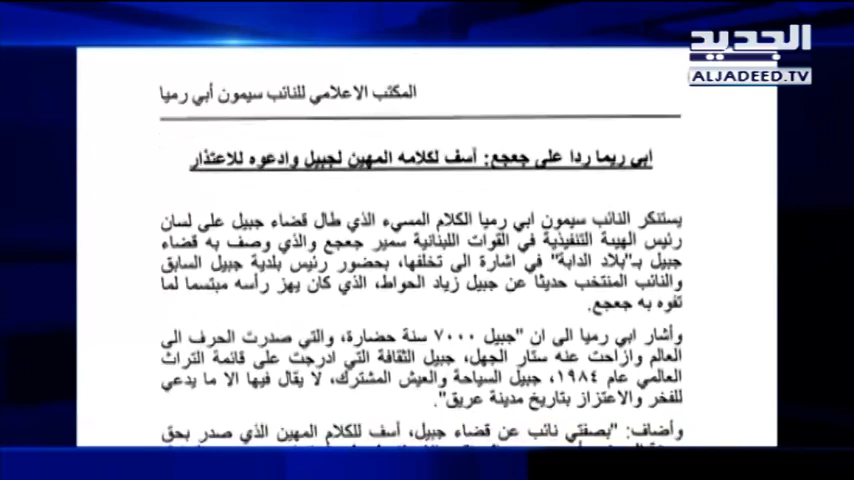 الجديد
ALJADEED.TV
المكتب الاعلامي للنائب سيمون أبي رميا
ابي ريما ردا على جعجع: أسف لكلامه المهين لجبيل وادعوه للاعتذار
يستنكر النائب سيمون ابي رميا الكلام المسيء الذي طال قضاء جبيل على لسان
رئيس الهيئة التنفيذية في القوات اللبنانية سمير جعجع والذي وصف به قضاء
جبيل بـ"بلاد الدابة" في اشارة الى تخلفها، بحضور رئيس بلدية جبيل السابق
والنائب المنتخب حديثا عن جبيل زياد الحواط، الذي كان يهز رأسه مبتسما لما
تفوه به جعجع.
وأشار ابي رميا الى ان "جبيل ٧٠٠٠ سنة حضارة، والتي صدرت الحرف الى
العالم وازاحت عنه ستار الجهل، جبيل الثقافة التي ادرجت على قائمة التراث
العالمي عام ١٩٨٤، جبيل السياحة والعيش المشترك، لا يقال فيها الا ما يدعي
للفخر والاعتزاز بتاريخ مدينة عريق".
وأضاف: "بصفتي نائب عن قضاء جبيل، أسف للكلام المهين الذي صدر بحق